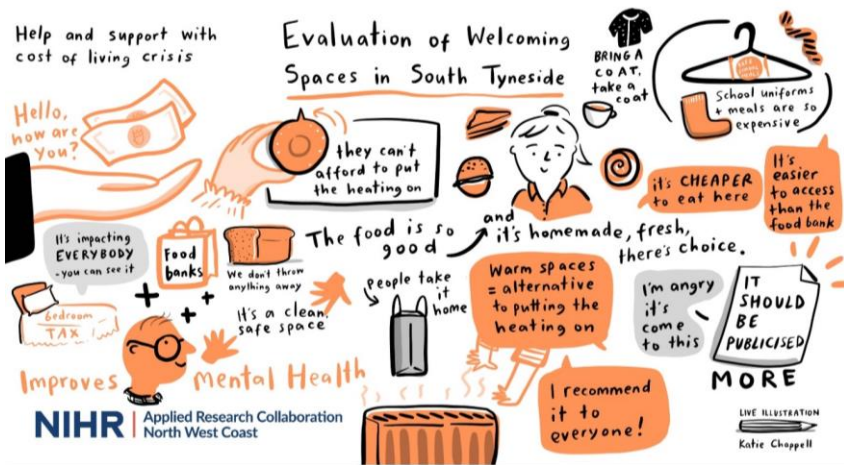 Help and support with
cost of living crisis
Evaluation of Welcoming
Spaces in South Tyneside
BRING A
COAT,
take a
coat
School uniforms
+ meals are so
expensive
Hello,
how are
you?
they can't
afford to put
the heating on
it's CHEAPER
to eat here
It's
easier
to access
than the
food bank
It's impacting
EVERYBODY
- you can see it
Food
banks
We don't throw
anything away
The food is so
good
and
it's homemade, fresh,
there's choice.
bedroom
TAX
It's a clean,
safe space
people take
it
home
Warm spaces
= alternative
to putting the
heating on
I'm angry
it's
come
to this
IT
SHOULD
BE
PUBLICISED
MORE
Improves Mental Health
I recommend
it to
everyone!
NIHR | Applied Research Collaboration
North West Coast
LIVE ILLUSTRATION
Katie Chappell